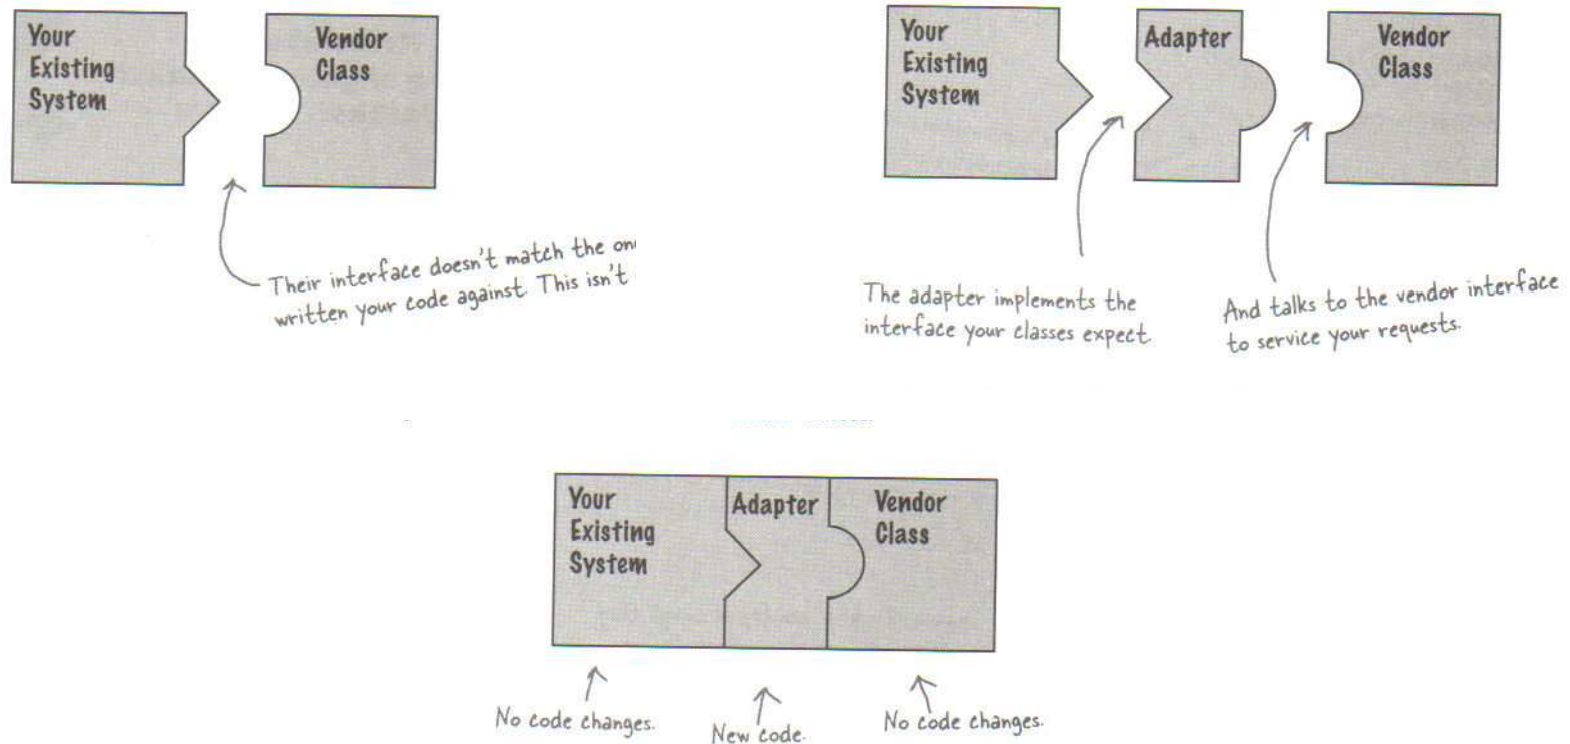 Your
Existing
System
Vendor
Class
Their interface doesn't match the
written your code against. This isn't
Your
Existing
System
Adapter
Vendor
Class
The adapter implements the
interface your classes expect
And talks to the vendor interface
to service your requests.
Your
Existing
System
Adapter
Vendor
Class
No code changes.
New code.
No code changes.